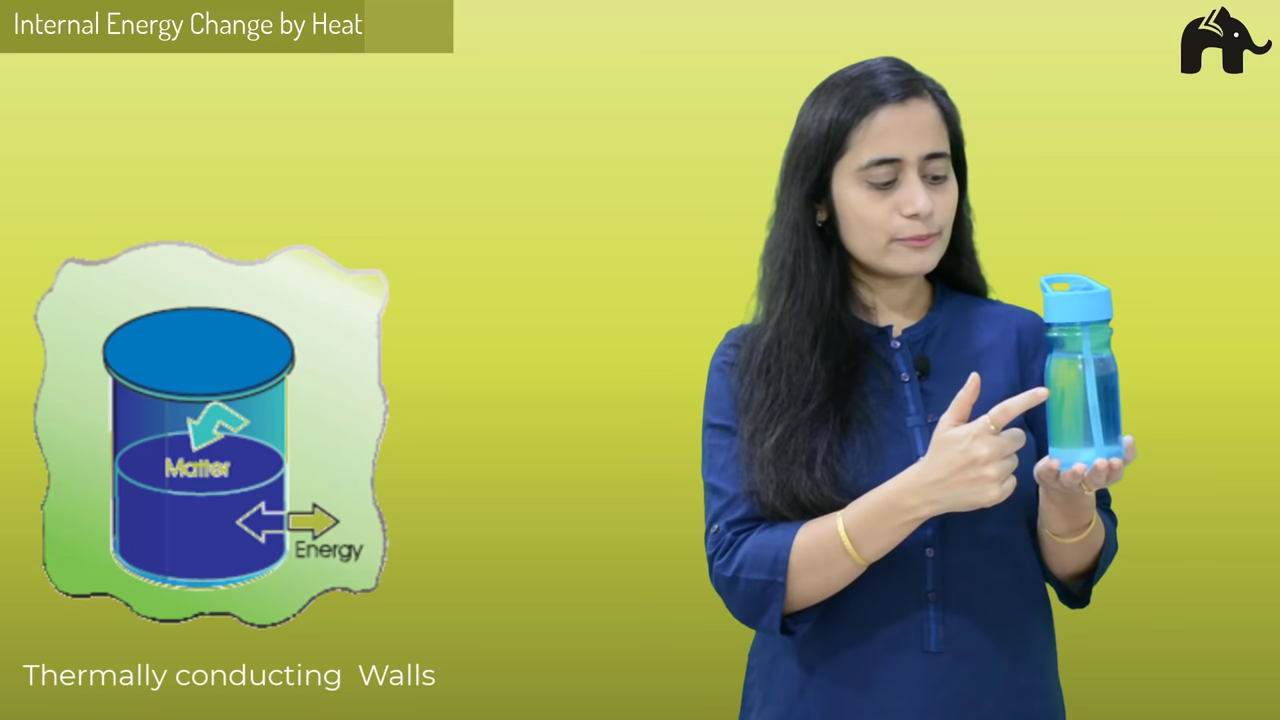 Internal Energy Change by Heat
Matter
Energy
Thermally conducting Walls